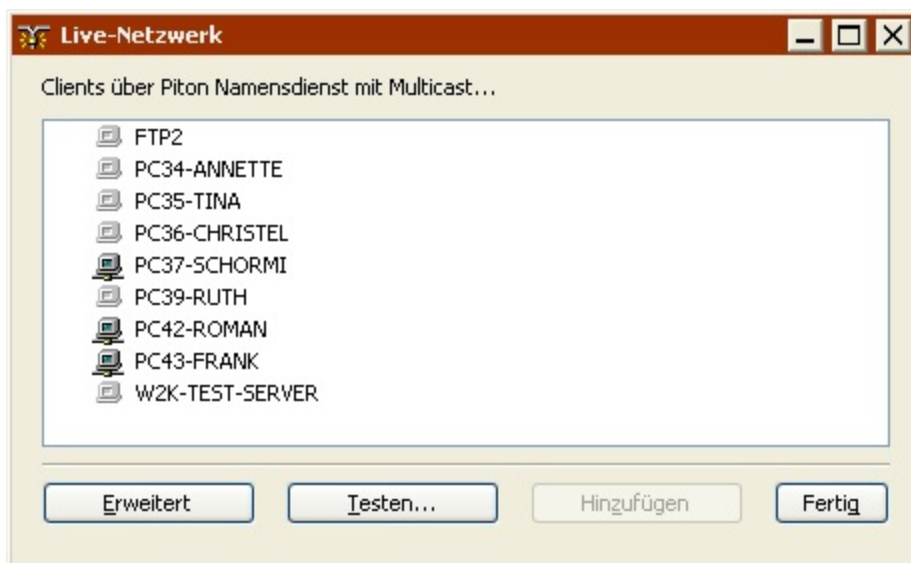 Live-Netzwerk
Clients über Piton Namensdienst mit Multicast...
FTP2
PC34-ANNETTE
PC35-TINA
PC36-CHRISTEL
PC37-SCHORMI
PC39-RUTH
PC42-ROMAN
PC43-FRANK
W2K-TEST-SERVER
Erweitert Testen... Hinzufügen Fertig